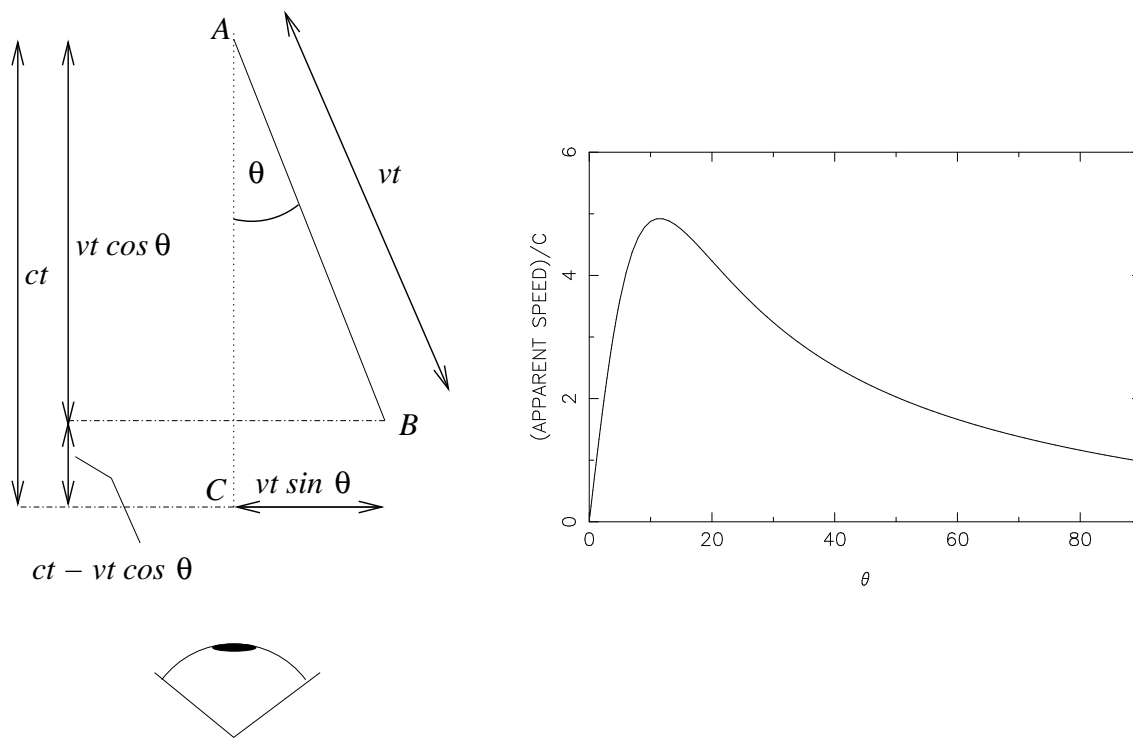 A
θ
vt
vt cos θ
ct
B
C
vt sin θ
ct − vt cos θ
(APPARENT SPEED)/C
6
4
2
0
0 20 40 60 80
θ